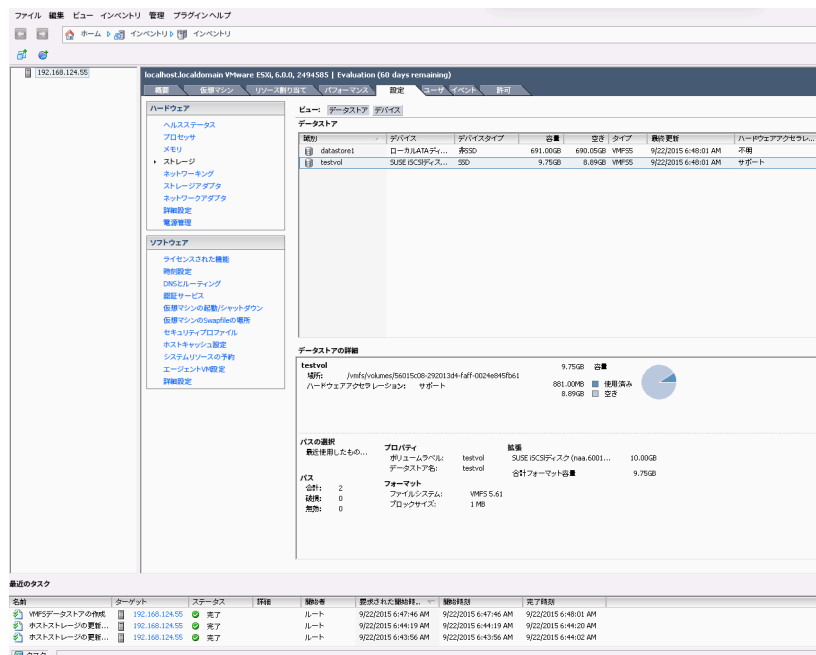 ファイル 編集 ビュー インベントリ 管理 プラグインヘルプ
ホーム インベントリ インベントリ
192.168.124.55
localhost.localdomain VMware ESXi, 6.0.0, 2494585 | Evaluation (60 days remaining)
概要 仮想マシン リソース割り当て パフォーマンス 設定 ユーザ イベント 許可
ハードウェア
ヘルスステータス
プロセッサ
メモリ
ストレージ
ネットワーキング
ストレージアダプタ
ネットワークアダプタ
詳細設定
電源管理
ソフトウェア
ライセンスされた機能
時刻設定
DNSとルーティング
認証サービス
仮想マシンの起動/シャットダウン
仮想マシンのSwapfileの場所
セキュリティプロファイル
ホストキャッシュ設定
システムリソースの予約
エージェントVM設定
詳細設定
ビュー: データストア デバイス
データストア
識別 デバイス デバイスタイプ 容量 空き タイプ 最終更新 ハードウェアアクセラレ...
datastore1 ローカルATAディ... 非SSD 691.00GB 690.05GB VMFS5 9/22/2015 6:48:01 AM 不明
testvol SUSE iSCSIディス... SSD 9.75GB 8.89GB VMFS5 9/22/2015 6:48:01 AM サポート
データストアの詳細
testvol 9.75GB 容量
場所: /vmfs/volumes/56015c08-292013d4-faff-0024e845fb61
ハードウェアアクセラレーション: サポート 881.00MB 使用済み
8.89GB 空き
パスの選択
最近使用したもの...
パス
合計: 2
破損: 0
無効: 0
プロパティ
ボリュームラベル: testvol
データストア名: testvol
フォーマット
ファイルシステム: VMFS 5.61
ブロックサイズ: 1 MB
拡張
SUSE iSCSIディスク (naa.6001... 10.00GB
合計フォーマット容量 9.75GB
最近のタスク
名前 ターゲット ステータス 詳細 開始者 要求された開始時... 開始時刻 完了時刻
VMFSデータストアの作成 192.168.124.55 完了 ルート 9/22/2015 6:47:46 AM 9/22/2015 6:47:46 AM 9/22/2015 6:48:01 AM
ホストストレージの更新... 192.168.124.55 完了 ルート 9/22/2015 6:44:19 AM 9/22/2015 6:44:19 AM 9/22/2015 6:44:20 AM
ホストストレージの更新... 192.168.124.55 完了 ルート 9/22/2015 6:43:56 AM 9/22/2015 6:43:56 AM 9/22/2015 6:44:02 AM